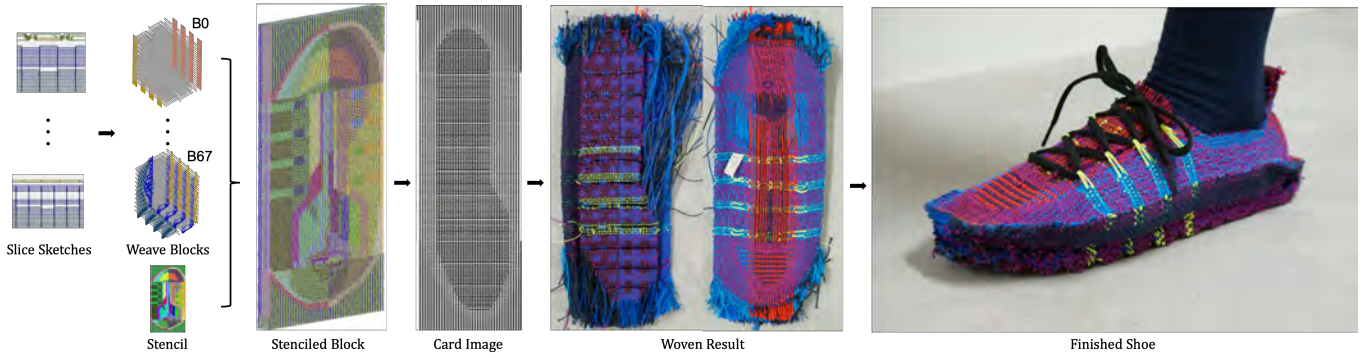 B0
B67
Slice Sketches
Weave Blocks
Stencil
Stenciled Block
Card Image
Woven Result
Finished Shoe